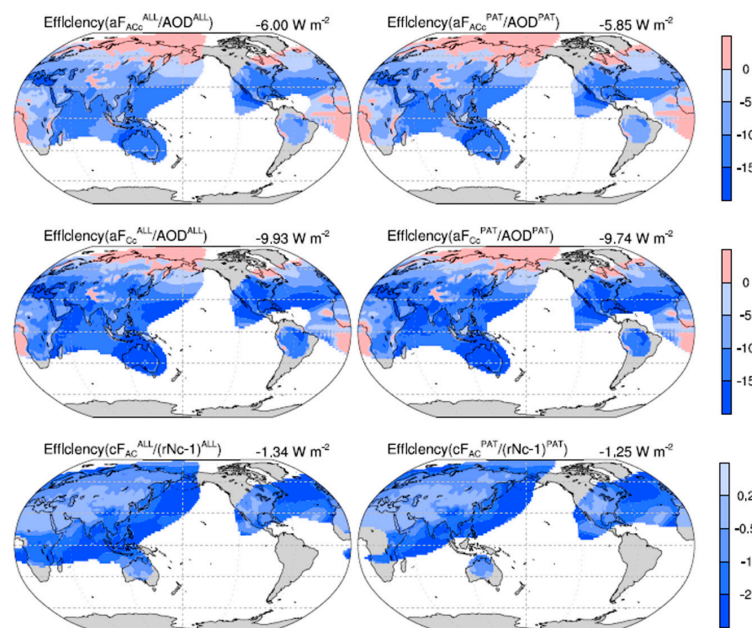 Efficiency(aF_ACc^ALL/AOD^ALL) -6.00 W m⁻²
Efficiency(aF_ACc^PAT/AOD^PAT) -5.85 W m⁻²
0
-5
-10
-15
Efficiency(aF_Cc^ALL/AOD^ALL) -9.93 W m⁻²
Efficiency(aF_Cc^PAT/AOD^PAT) -9.74 W m⁻²
0
-5
-10
-15
Efficiency(cF_AC^ALL/(rNc-1)^ALL) -1.34 W m⁻²
Efficiency(cF_AC^PAT/(rNc-1)^PAT) -1.25 W m⁻²
-0.5
-1
-2